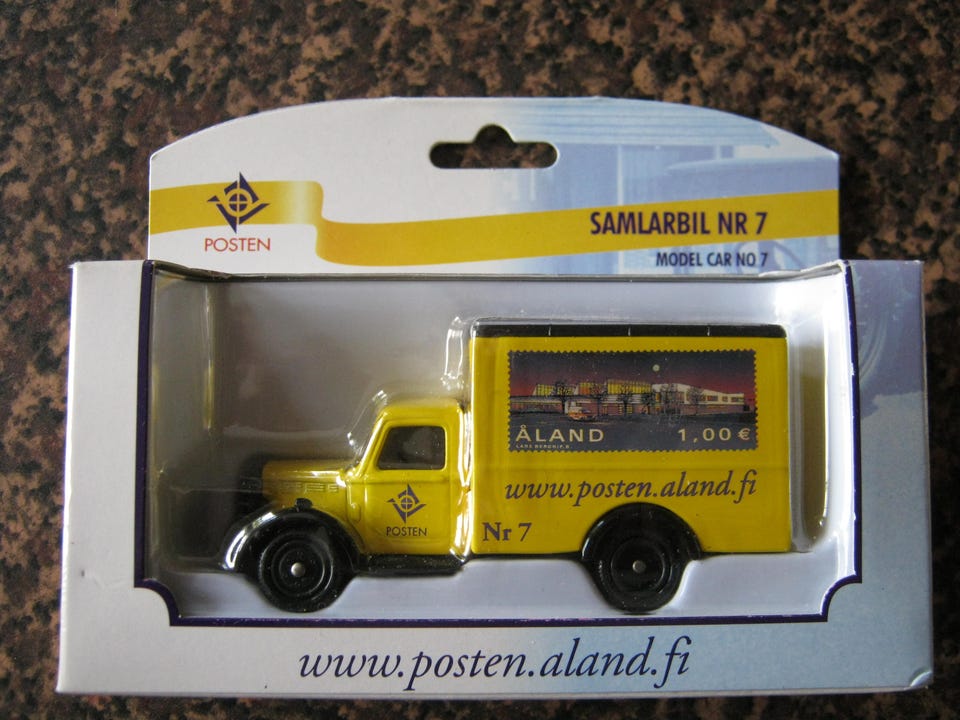 POSTEN
SAMLARBIL NR 7
MODEL CAR NO 7
ÅLAND 1,00 €
www.posten.aland.fi
POSTEN
Nr 7
www.posten.aland.fi